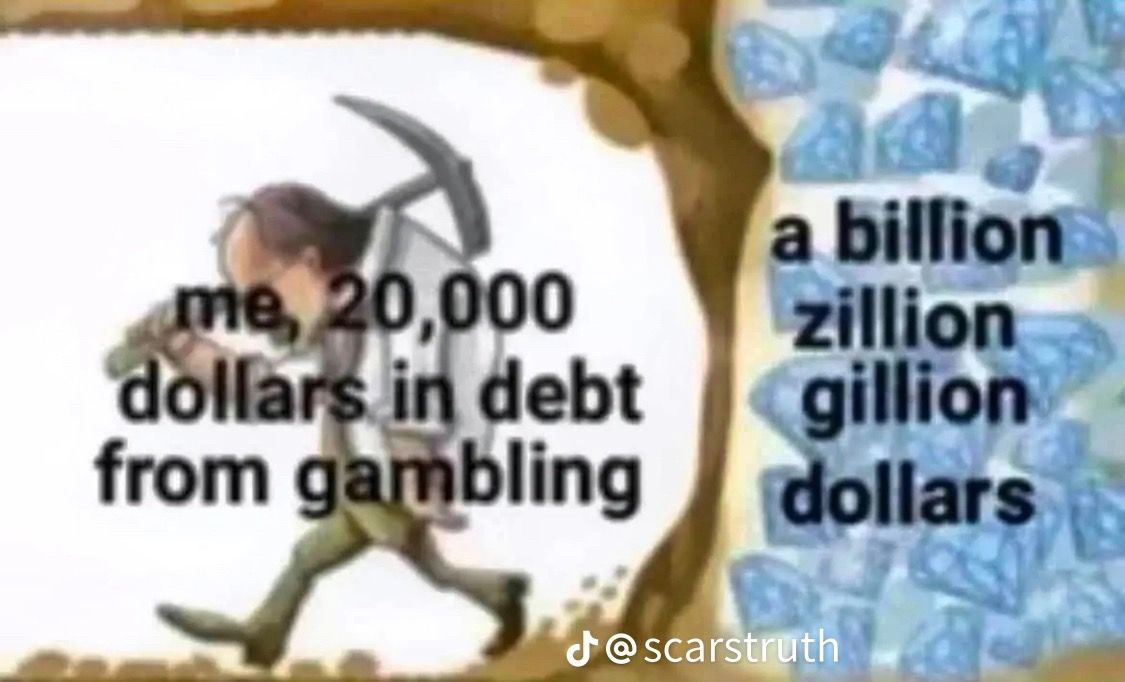 me, 20,000
dollars in debt
from gambling
a billion
zillion
gillion
dollars
@scarstruth